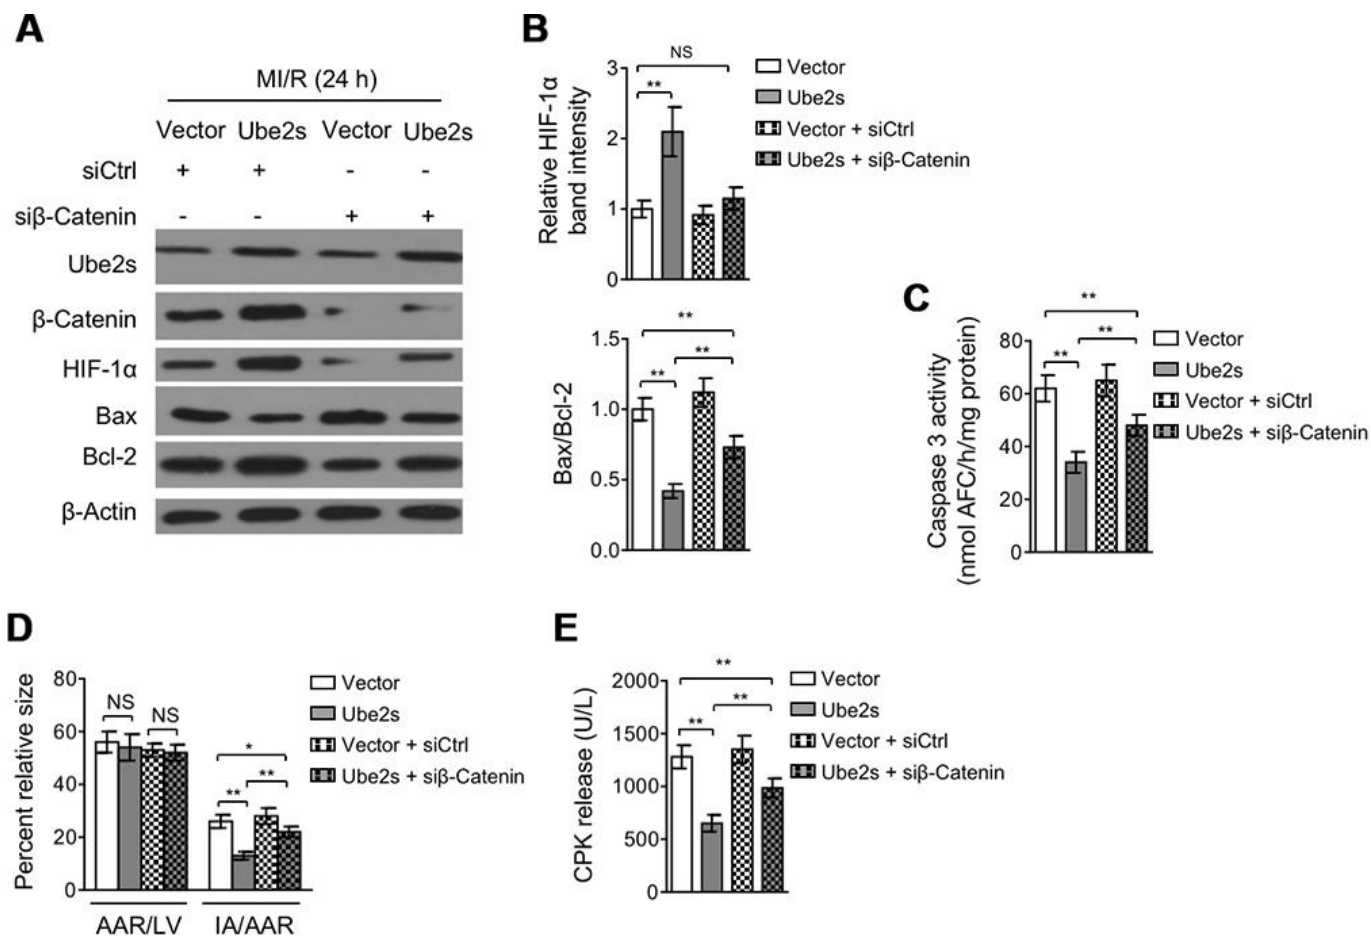 A
MI/R (24 h)
Vector Ube2s Vector Ube2s
siCtrl + + - -
siβ-Catenin - - + +
Ube2s
β-Catenin
HIF-1α
Bax
Bcl-2
β-Actin
B
Relative HIF-1α
band intensity
3
2
1
0
NS
**
Vector
Ube2s
Vector + siCtrl
Ube2s + siβ-Catenin
Bax/Bcl-2
1.5
1.0
0.5
0.0
**
**
**
C
Caspase 3 activity
(nmol AFC/h/mg protein)
80
60
40
20
0
**
**
**
Vector
Ube2s
Vector + siCtrl
Ube2s + siβ-Catenin
D
Percent relative size
80
60
40
20
0
NS NS
*
**
**
AAR/LV IA/AAR
Vector
Ube2s
Vector + siCtrl
Ube2s + siβ-Catenin
E
CPK release (U/L)
2000
1500
1000
500
0
**
**
**
Vector
Ube2s
Vector + siCtrl
Ube2s + siβ-Catenin